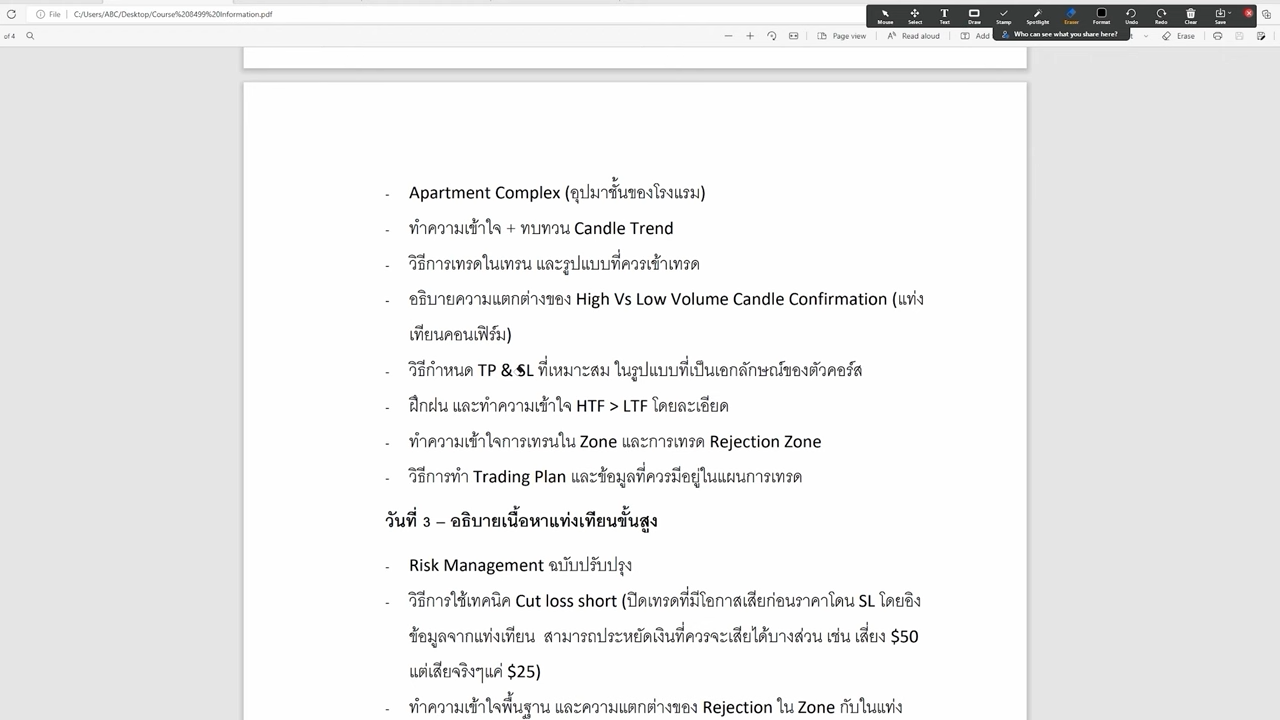 File
C:/Users/ABC/Desktop/Course%208499%20Information.pdf
Mouse Select Text Draw Stamp Spotlight Eraser Format Undo Redo Clear Save
Who can see what you share here?
of 4
Page view
Read aloud
Add
Erase
- Apartment Complex (อุปมาชั้นของโรงแรม)
- ทำความเข้าใจ + ทบทวน Candle Trend
- วิธีการเทรดในเทรน และรูปแบบที่ควรเข้าเทรด
- อธิบายความแตกต่างของ High Vs Low Volume Candle Confirmation (แท่ง
เทียนคอนเฟิร์ม)
- วิธีกำหนด TP & SL ที่เหมาะสม ในรูปแบบที่เป็นเอกลักษณ์ของตัวคอร์ส
- ฝึกฝน และทำความเข้าใจ HTF > LTF โดยละเอียด
- ทำความเข้าใจการเทรนใน Zone และการเทรด Rejection Zone
- วิธีการทำ Trading Plan และข้อมูลที่ควรมีอยู่ในแผนการเทรด
วันที่ 3 – อธิบายเนื้อหาแท่งเทียนขั้นสูง
- Risk Management ฉบับปรับปรุง
- วิธีการใช้เทคนิค Cut loss short (ปิดเทรดที่มีโอกาสเสียก่อนราคาโดน SL โดยอิง
ข้อมูลจากแท่งเทียน สามารถประหยัดเงินที่ควรจะเสียได้บางส่วน เช่น เสี่ยง $50
แต่เสียจริงๆแค่ $25)
- ทำความเข้าใจพื้นฐาน และความแตกต่างของ Rejection ใน Zone กับในแท่ง